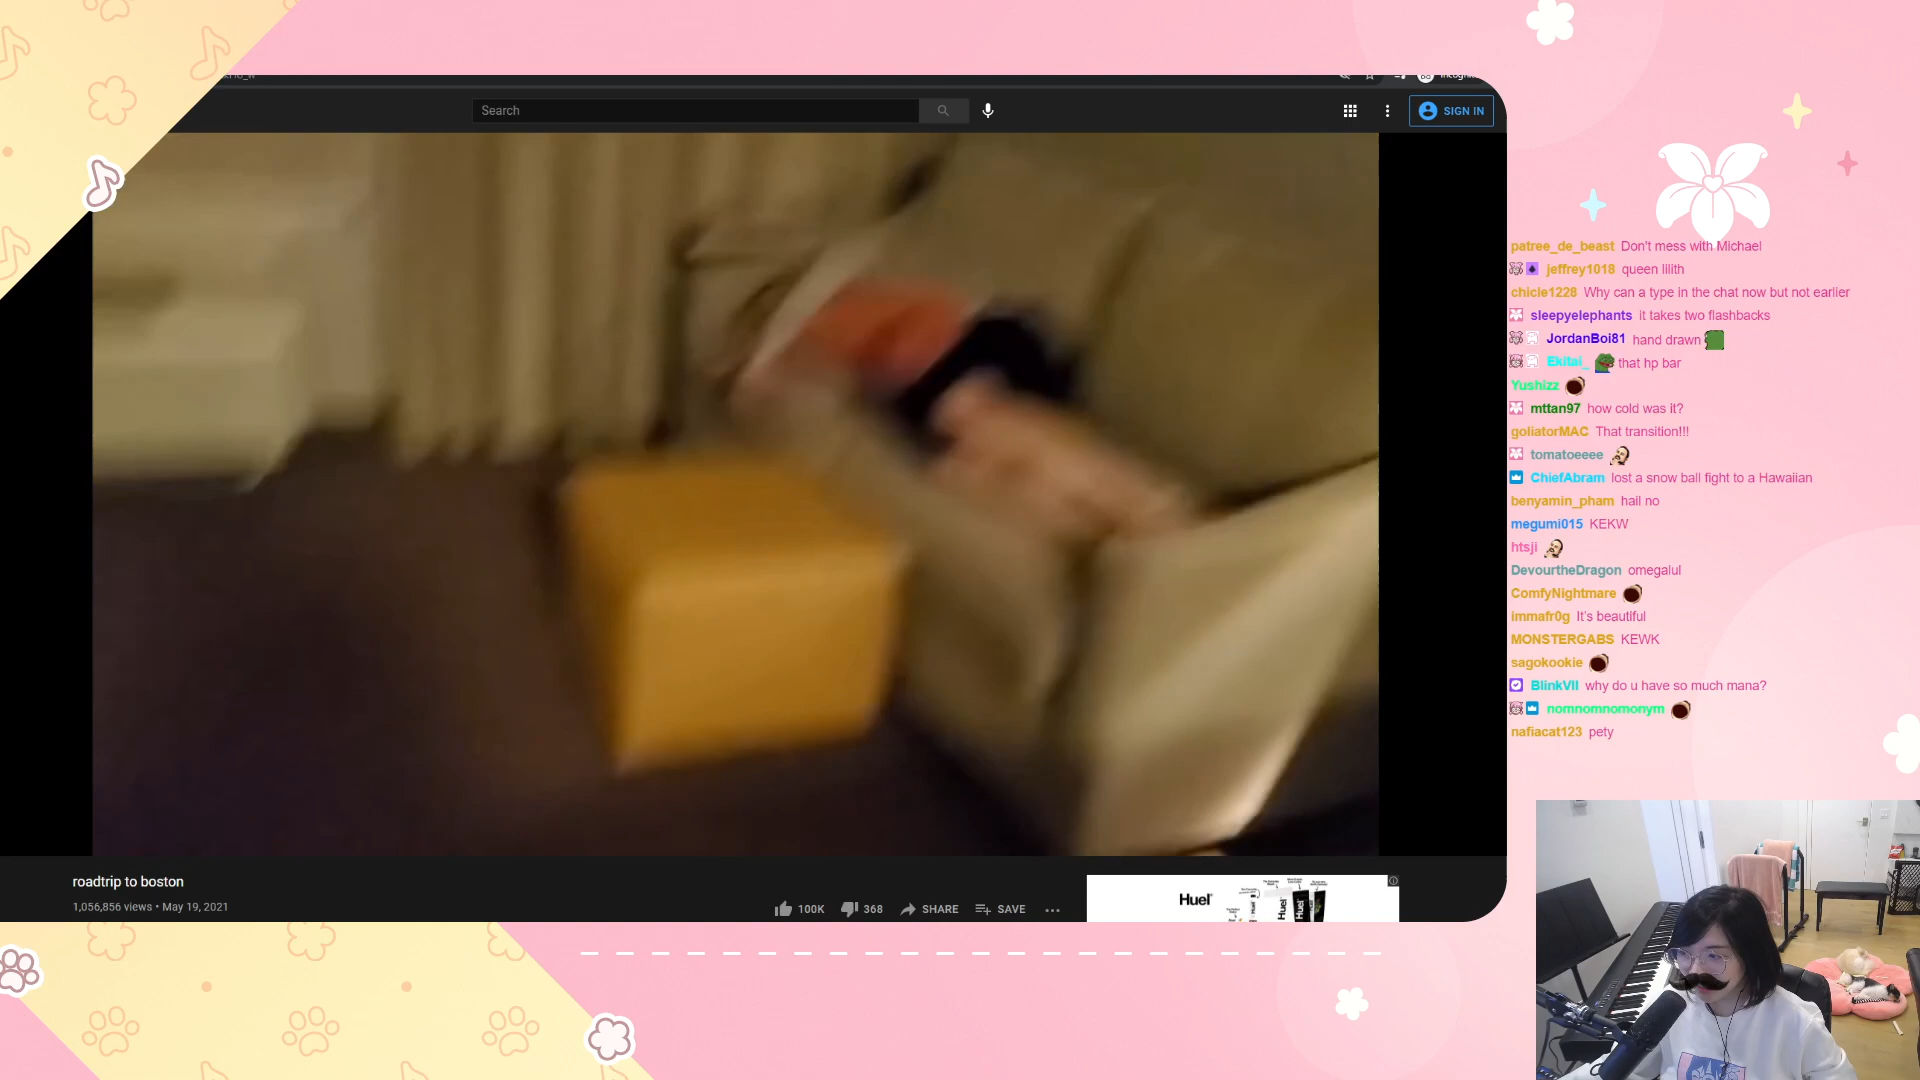 Search
SIGN IN
patree_de_beast Don't mess with Michael
jeffrey1018 queen lilith
chicle1228 Why can a type in the chat now but not earlier
sleepyelephants it takes two flashbacks
JordanBoi81 hand drawn
Ekitai_ that hp bar
Yushizz
mttan97 how cold was it?
goliatorMAC That transition!!!
tomatoeeee
ChiefAbram lost a snow ball fight to a Hawaiian
benyamin_pham hail no
megumi015 KEKW
htsji
DevourtheDragon omegalul
ComfyNightmare
immafr0g It's beautiful
MONSTERGABS KEWK
sagokookie
BlinkVII why do u have so much mana?
nomnomnomonym
nafiacat123 pety
roadtrip to boston
1,056,856 views • May 19, 2021
100K 368 SHARE SAVE
Huel